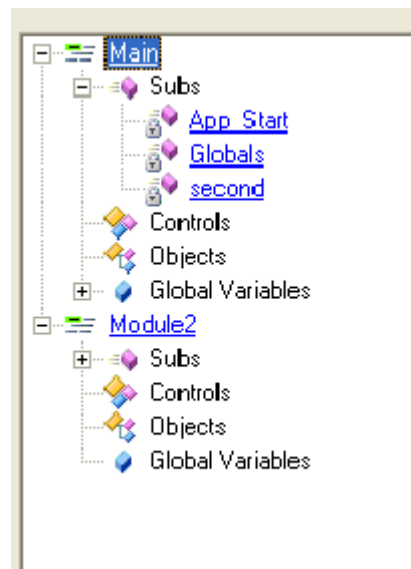 Main
Subs
App_Start
Globals
second
Controls
Objects
Global Variables
Module2
Subs
Controls
Objects
Global Variables